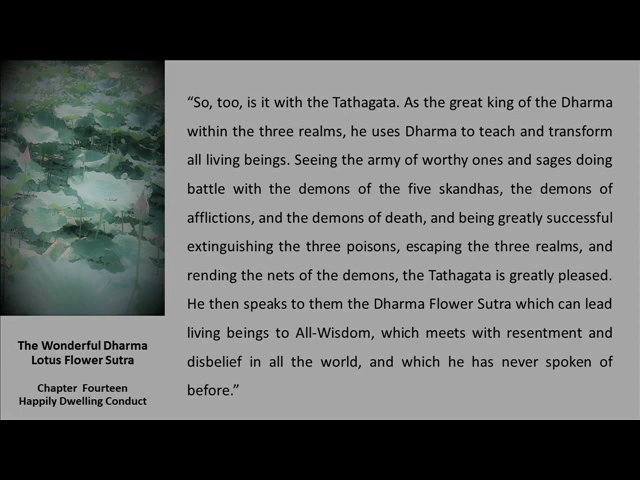 “So, too, is it with the Tathagata. As the great king of the Dharma
within the three realms, he uses Dharma to teach and transform
all living beings. Seeing the army of worthy ones and sages doing
battle with the demons of the five skandhas, the demons of
afflictions, and the demons of death, and being greatly successful
extinguishing the three poisons, escaping the three realms, and
rending the nets of the demons, the Tathagata is greatly pleased.
He then speaks to them the Dharma Flower Sutra which can lead
living beings to All-Wisdom, which meets with resentment and
disbelief in all the world, and which he has never spoken of
before.”
The Wonderful Dharma
Lotus Flower Sutra
Chapter Fourteen
Happily Dwelling Conduct